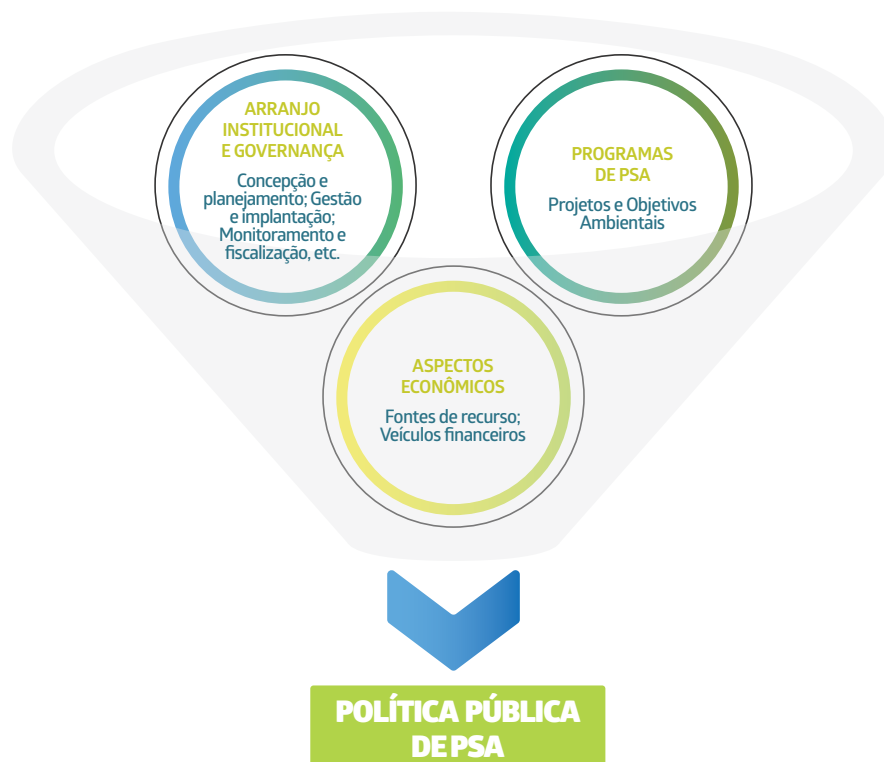 ARRANJO
INSTITUCIONAL
E GOVERNANÇA
Concepção e
planejamento; Gestão
e implantação;
Monitoramento e
fiscalização, etc.
PROGRAMAS
DE PSA
Projetos e Objetivos
Ambientais
ASPECTOS
ECONÔMICOS
Fontes de recurso;
Veículos financeiros
POLÍTICA PÚBLICA
DE PSA